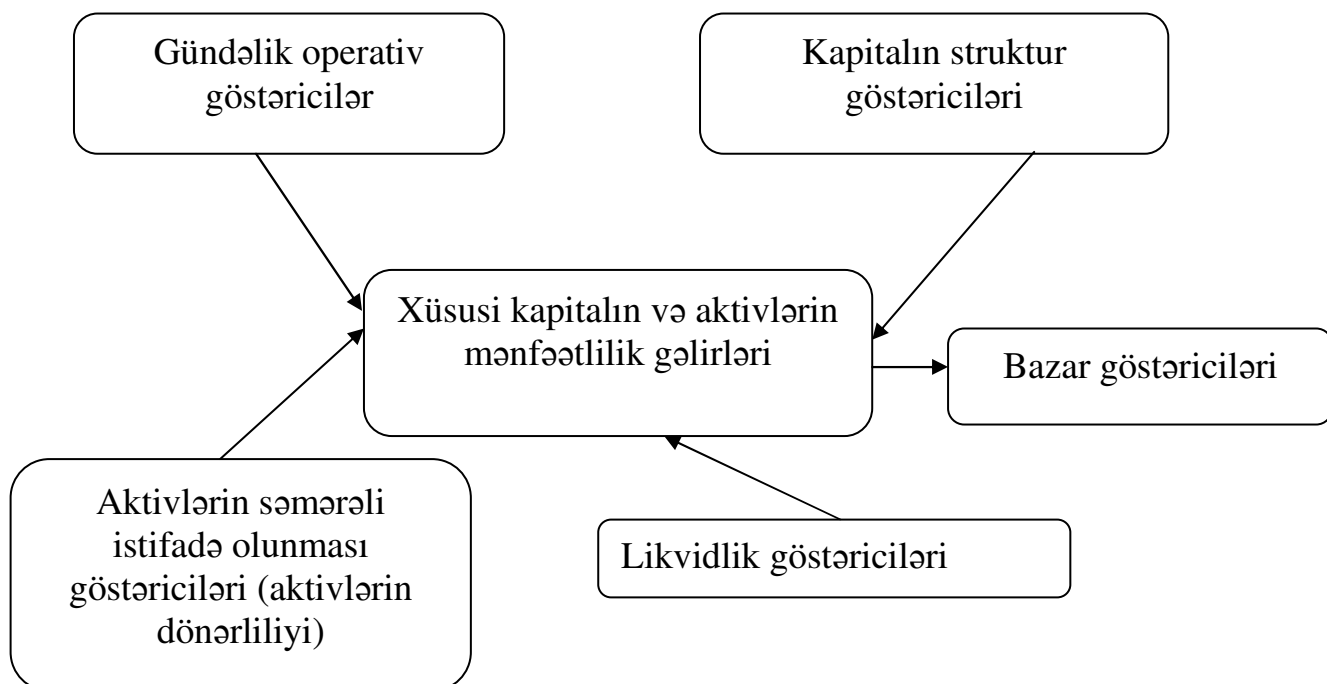 Gündəlik operativ
göstəricilər
Kapitalın struktur
göstəriciləri
Xüsusi kapitalın və aktivlərin
mənfəətlilik gəlirləri
Bazar göstəriciləri
Aktivlərin səmərəli
istifadə olunması
göstəriciləri (aktivlərin
dönərliliyi)
Likvidlik göstəriciləri